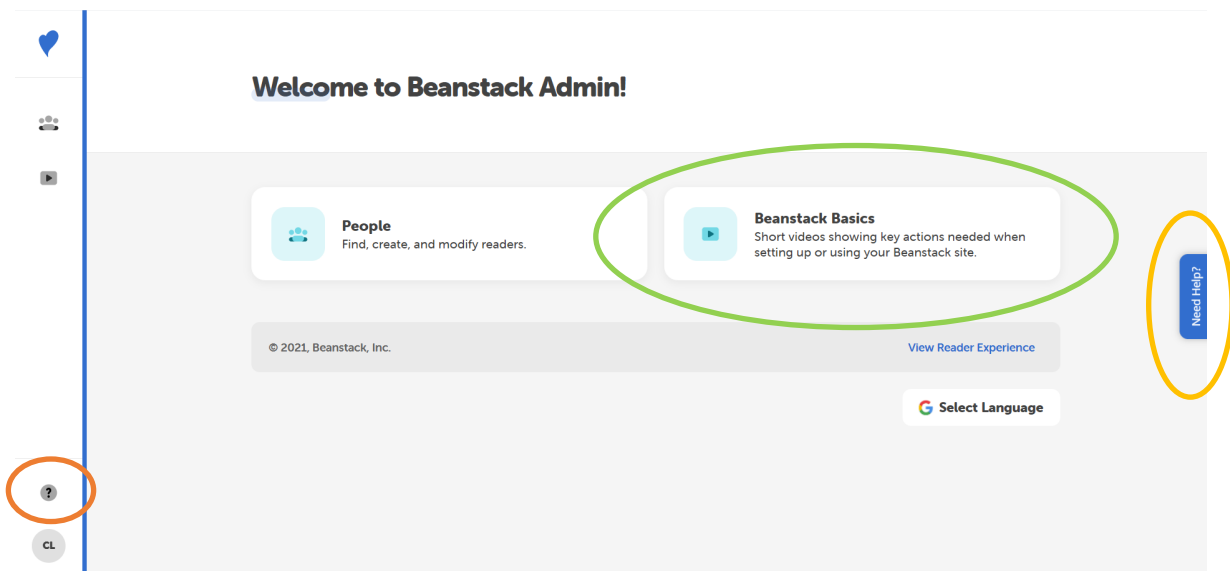 Welcome to Beanstack Admin!
People
Find, create, and modify readers.
Beanstack Basics
Short videos showing key actions needed when
setting up or using your Beanstack site.
Need Help?
© 2021, Beanstack, Inc.
View Reader Experience
G Select Language
?
CL